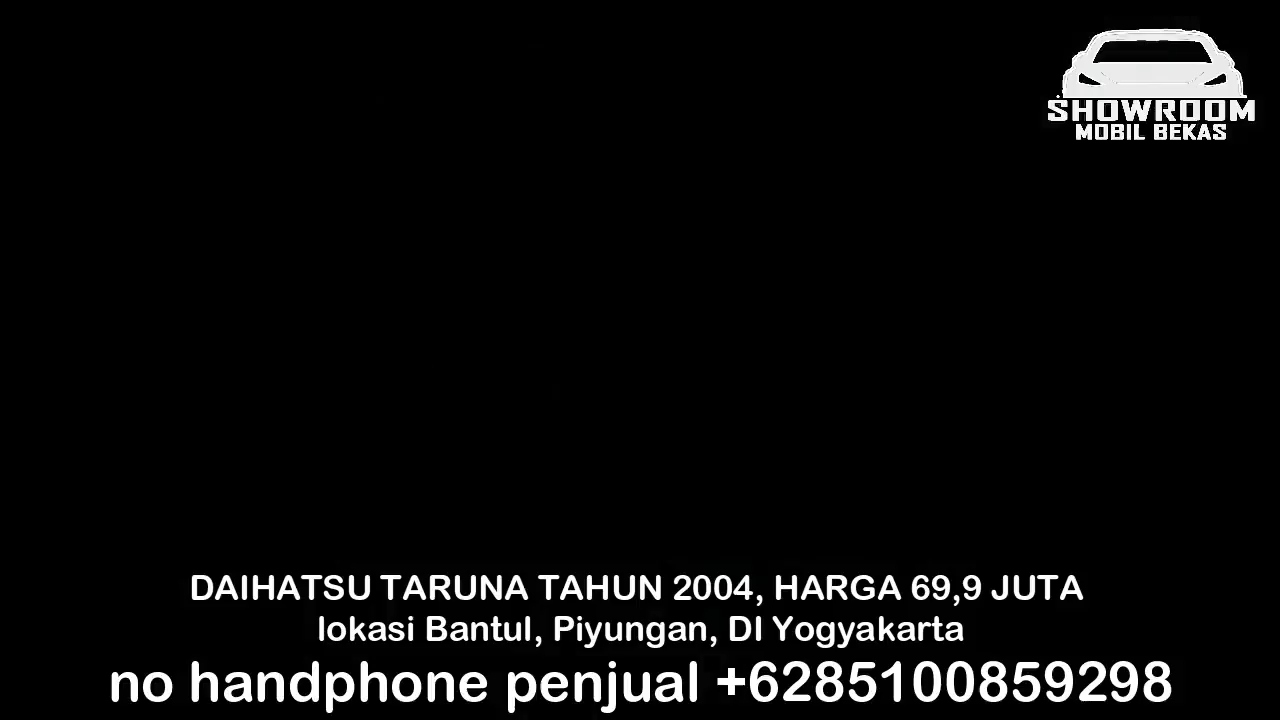 SHOWROOM
MOBIL BEKAS
DAIHATSU TARUNA TAHUN 2004, HARGA 69,9 JUTA
lokasi Bantul, Piyungan, DI Yogyakarta
no handphone penjual +6285100859298